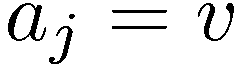 a_j = v